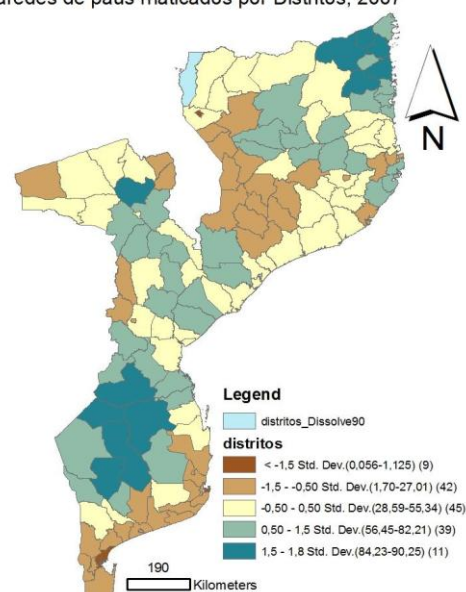 paredes de paus maticados por Distritos, 2007
N
Legend
distritos_Dissolve90
distritos
< -1,5 Std. Dev.(0,056-1,125) (9)
-1,5 - -0,50 Std. Dev.(1,70-27,01) (42)
-0,50 - 0,50 Std. Dev.(28,59-55,34) (45)
0,50 - 1,5 Std. Dev.(56,45-82,21) (39)
1,5 - 1,8 Std. Dev.(84,23-90,25) (11)
190
Kilometers